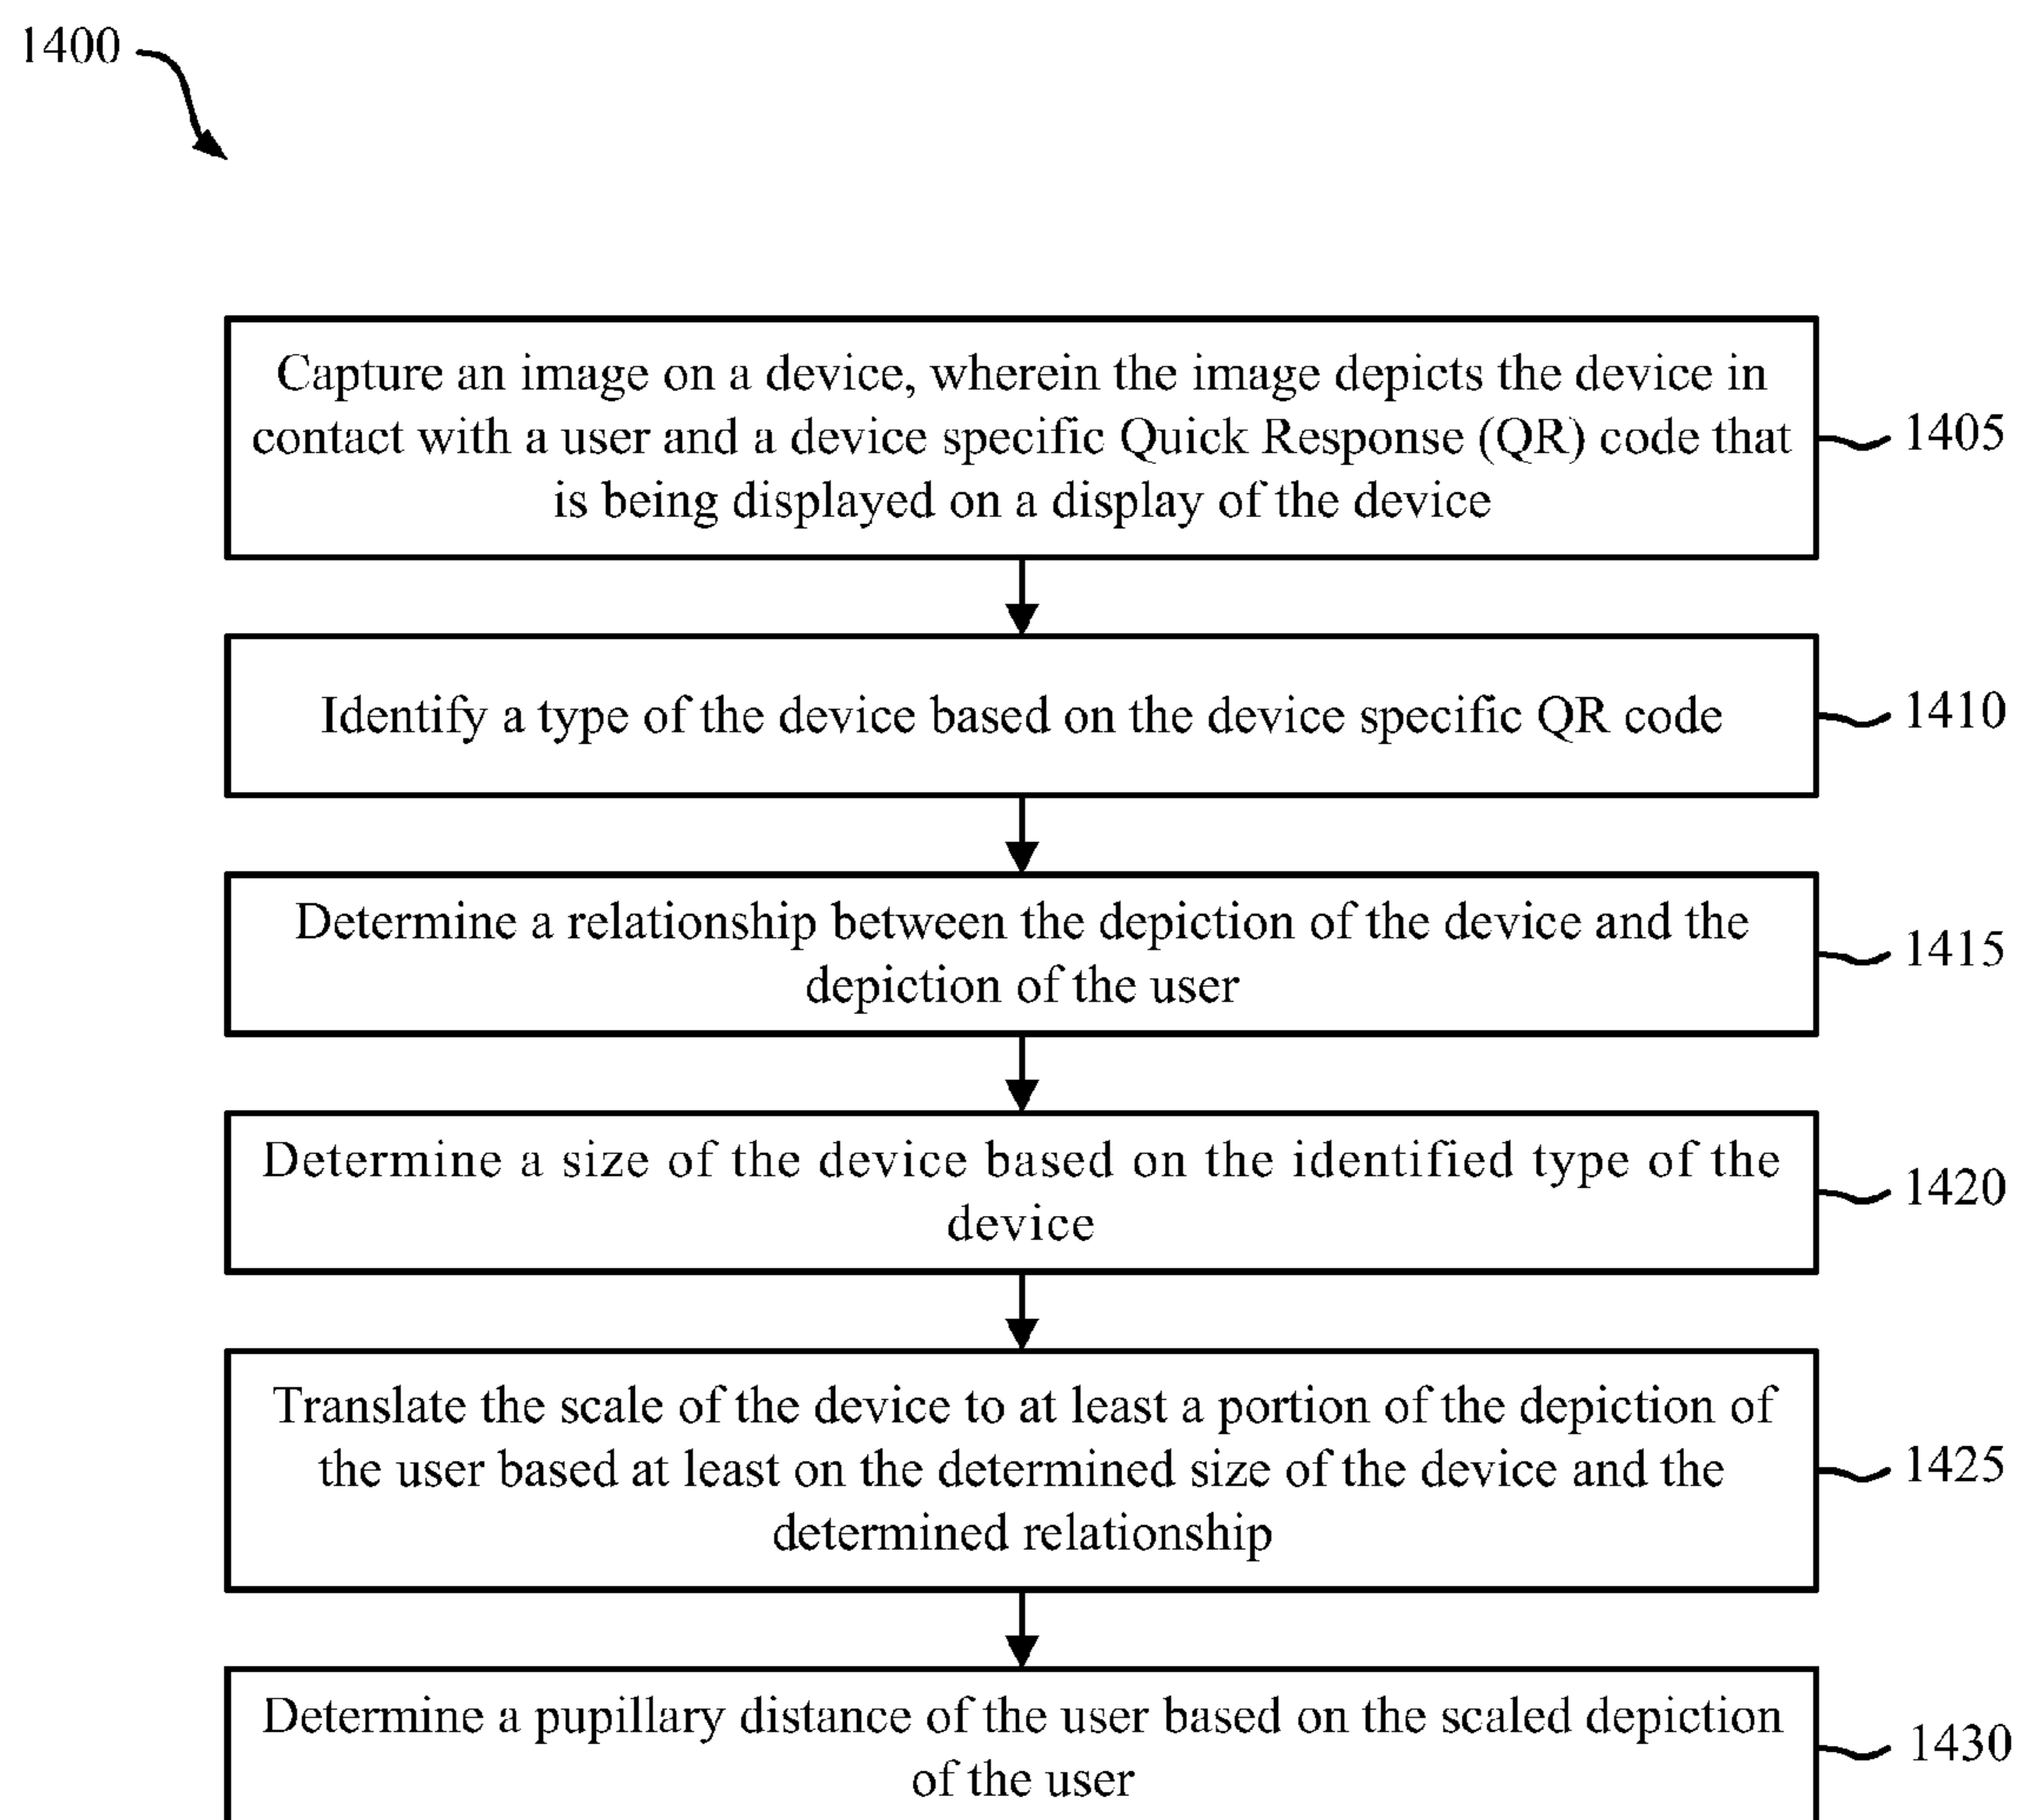 1400
Capture an image on a device, wherein the image depicts the device in
contact with a user and a device specific Quick Response (QR) code that
is being displayed on a display of the device
1405
Identify a type of the device based on the device specific QR code
1410
Determine a relationship between the depiction of the device and the
depiction of the user
1415
Determine a size of the device based on the identified type of the
device
1420
Translate the scale of the device to at least a portion of the depiction of
the user based at least on the determined size of the device and the
determined relationship
1425
Determine a pupillary distance of the user based on the scaled depiction
of the user
1430